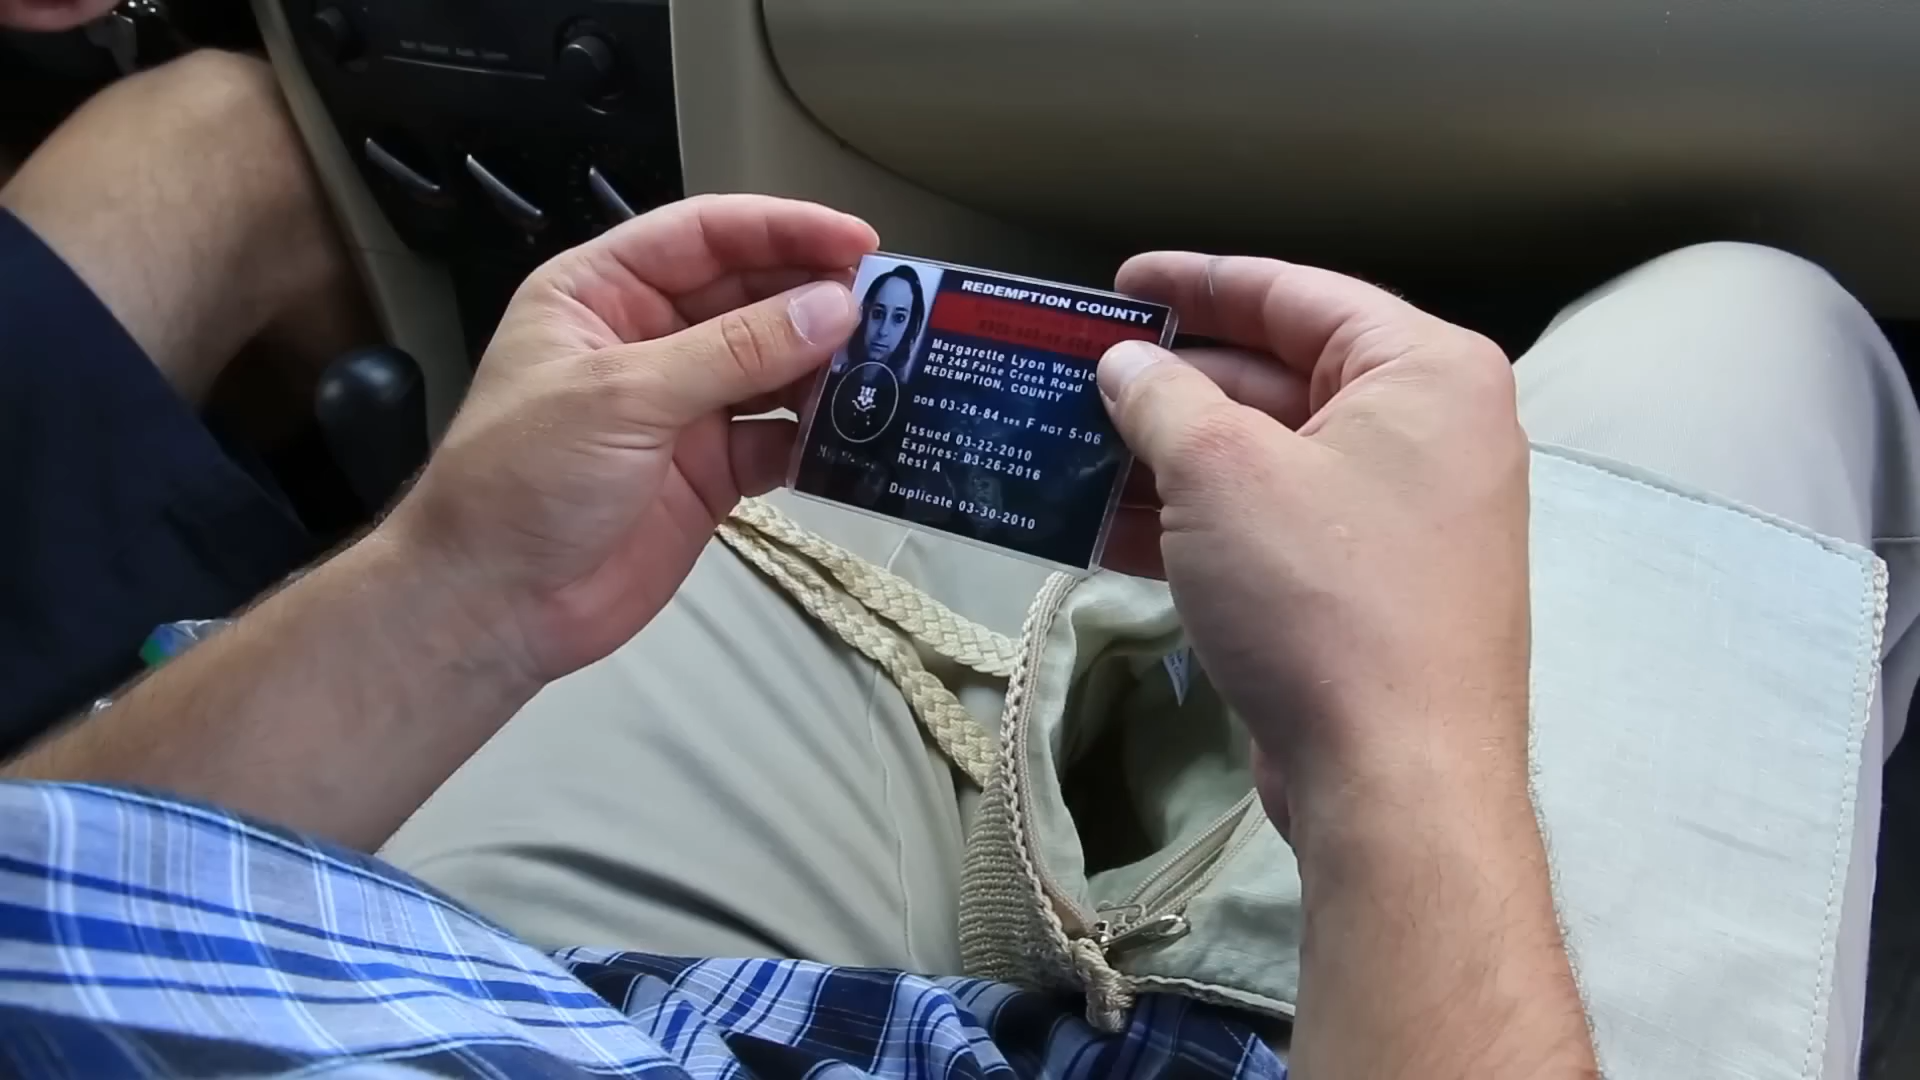 REDEMPTION COUNTY
Margarette Lyon Wesle
RR 245 False Creek Road
REDEMPTION, COUNTY
DOB 03-26-84 sex F HGT 5-06
Issued 03-22-2010
Expires: 03-26-2016
Rest A
Duplicate 03-30-2010